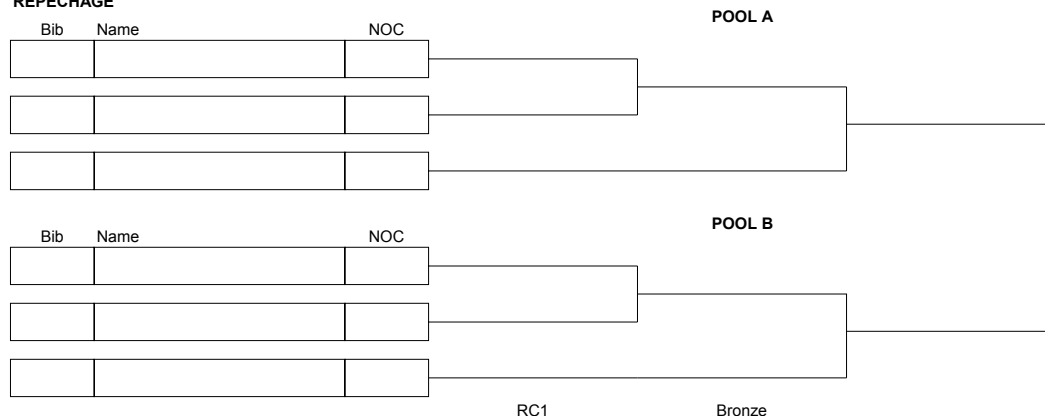 REPECHAGE
POOL A
Bib Name NOC
POOL B
Bib Name NOC
RC1 Bronze